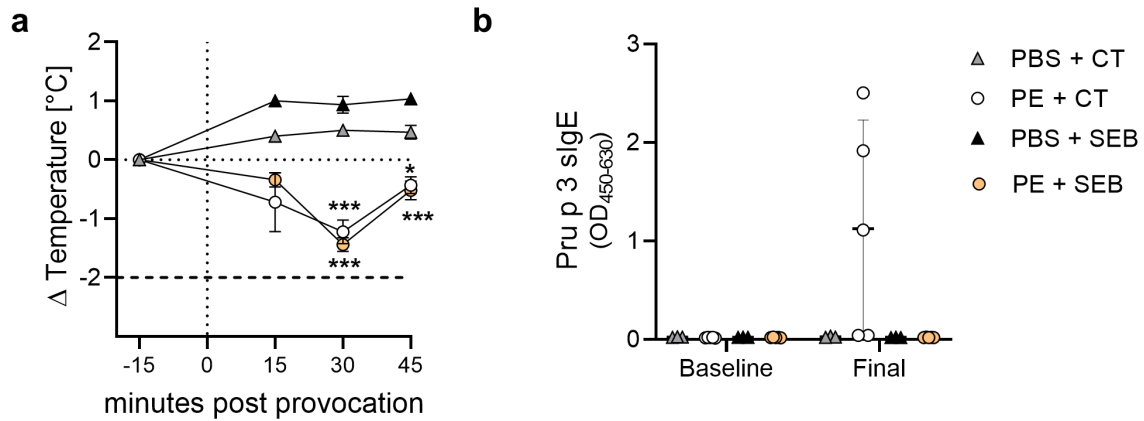 a
2
1
0
-1
-2
Δ Temperature [°C]
***
***
*
***
-15
0
15
30
45
minutes post provocation
b
3
2
1
0
Pru p 3 sIgE
(OD450-630)
Baseline
Final
PBS + CT
PE + CT
PBS + SEB
PE + SEB